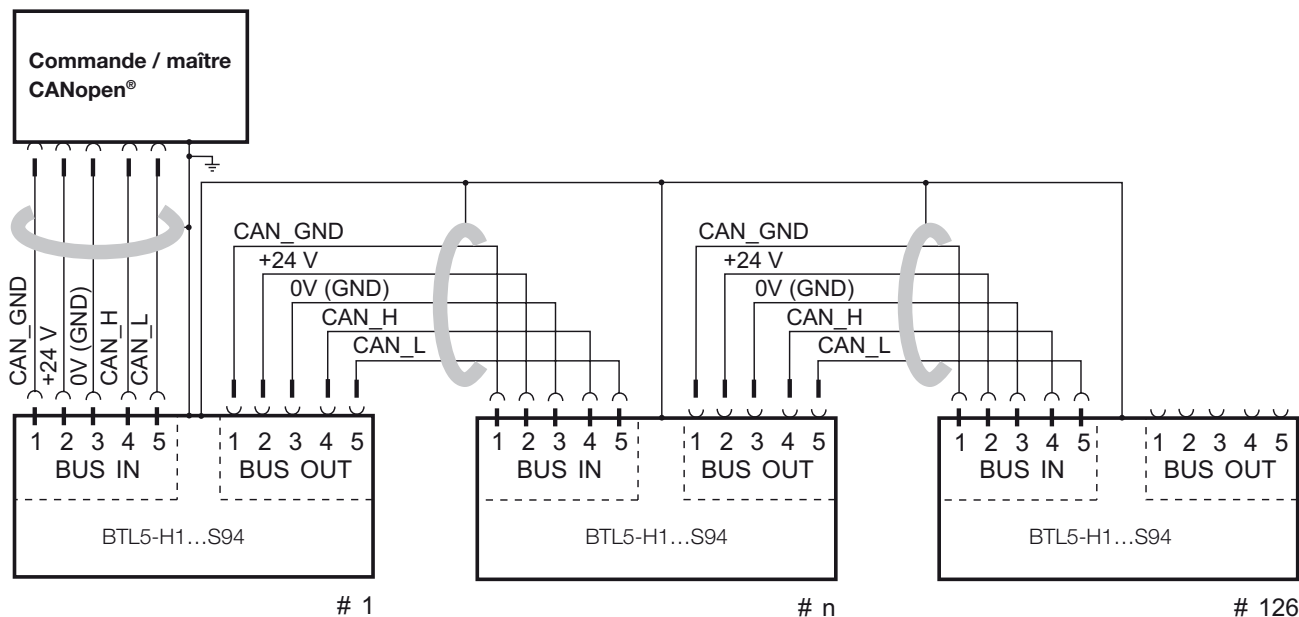 Commande / maître
CANopen®
CAN_GND
+24 V
0V (GND)
CAN_H
CAN_L
CAN_GND
+24 V
0V (GND)
CAN_H
CAN_L
CAN_GND
+24 V
0V (GND)
CAN_H
CAN_L
1 2 3 4 5
BUS IN
1 2 3 4 5
BUS OUT
BTL5-H1...S94
# 1
1 2 3 4 5
BUS IN
1 2 3 4 5
BUS OUT
BTL5-H1...S94
# n
1 2 3 4 5
BUS IN
1 2 3 4 5
BUS OUT
BTL5-H1...S94
# 126